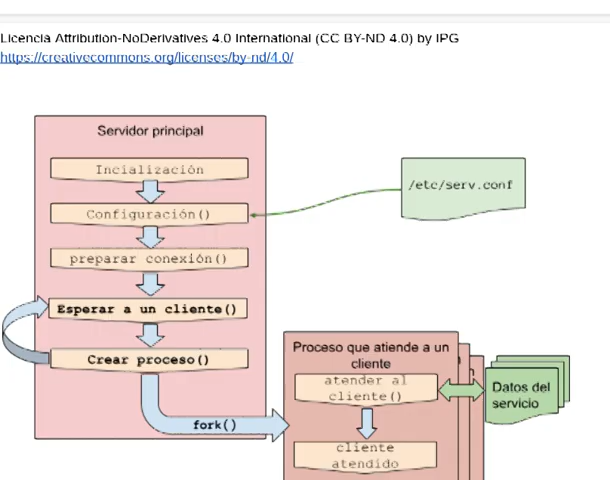 Licencia Attribution-NoDerivatives 4.0 International (CC BY-ND 4.0) by IPG
https://creativecommons.org/licenses/by-nd/4.0/
Servidor principal
Incialización
/etc/serv.conf
Configuración()
preparar conexión()
Esperar a un cliente()
Crear proceso()
Proceso que atiende a un
cliente
atender al
cliente()
Datos del
servicio
fork()
cliente
atendido